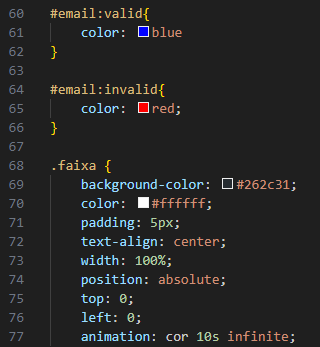 60 #email:valid{
61     color: blue
62 }
63
64 #email:invalid{
65     color: red;
66 }
67
68 .faixa {
69     background-color: #262c31;
70     color: #ffffff;
71     padding: 5px;
72     text-align: center;
73     width: 100%;
74     position: absolute;
75     top: 0;
76     left: 0;
77     animation: cor 10s infinite;